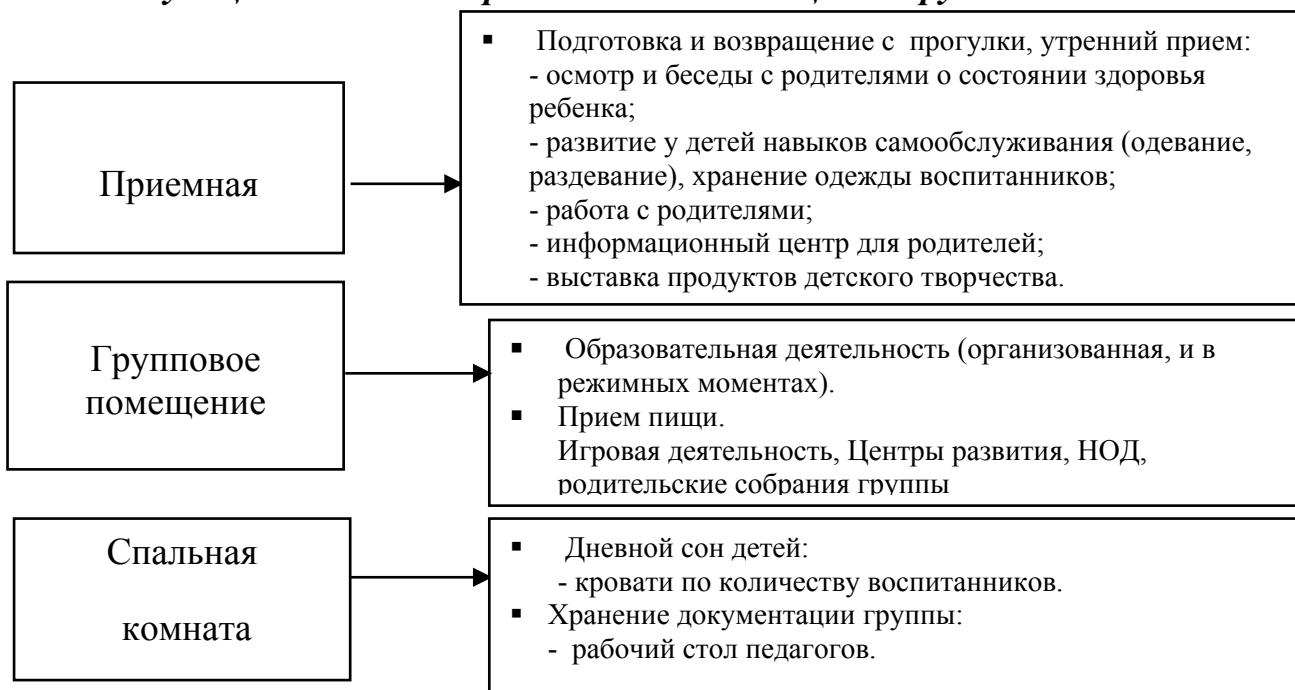 Приемная
▪ Подготовка и возвращение с прогулки, утренний прием:
- осмотр и беседы с родителями о состоянии здоровья
ребенка;
- развитие у детей навыков самообслуживания (одевание,
раздевание), хранение одежды воспитанников;
- работа с родителями;
- информационный центр для родителей;
- выставка продуктов детского творчества.
Групповое
помещение
▪ Образовательная деятельность (организованная, и в
режимных моментах).
▪ Прием пищи.
Игровая деятельность, Центры развития, НОД,
родительские собрания группы
Спальная
комната
▪ Дневной сон детей:
- кровати по количеству воспитанников.
▪ Хранение документации группы:
- рабочий стол педагогов.